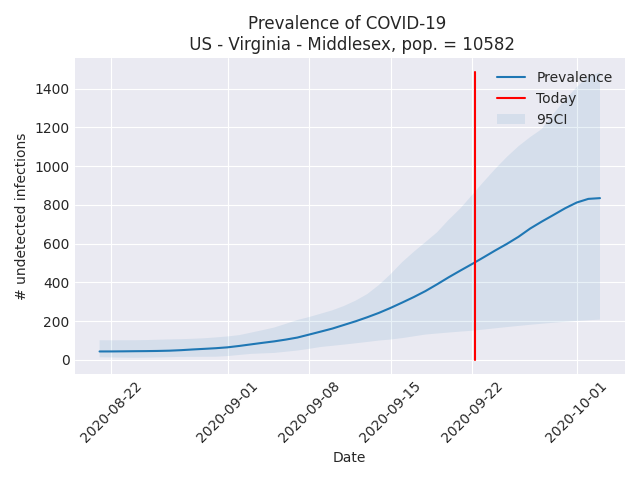 Prevalence of COVID-19
US - Virginia - Middlesex, pop. = 10582
Prevalence
Today
95CI
# undetected infections
1400
1200
1000
800
600
400
200
0
2020-08-22
2020-09-01
2020-09-08
2020-09-15
2020-09-22
2020-10-01
Date